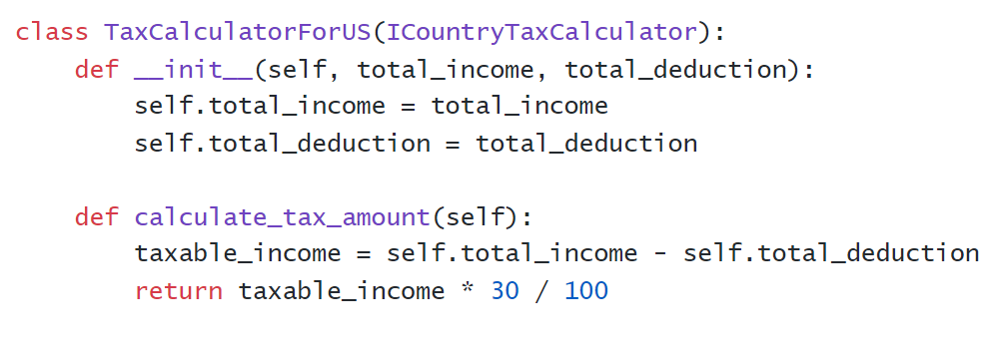 class TaxCalculatorForUS(ICountryTaxCalculator):
    def __init__(self, total_income, total_deduction):
        self.total_income = total_income
        self.total_deduction = total_deduction

    def calculate_tax_amount(self):
        taxable_income = self.total_income - self.total_deduction
        return taxable_income * 30 / 100